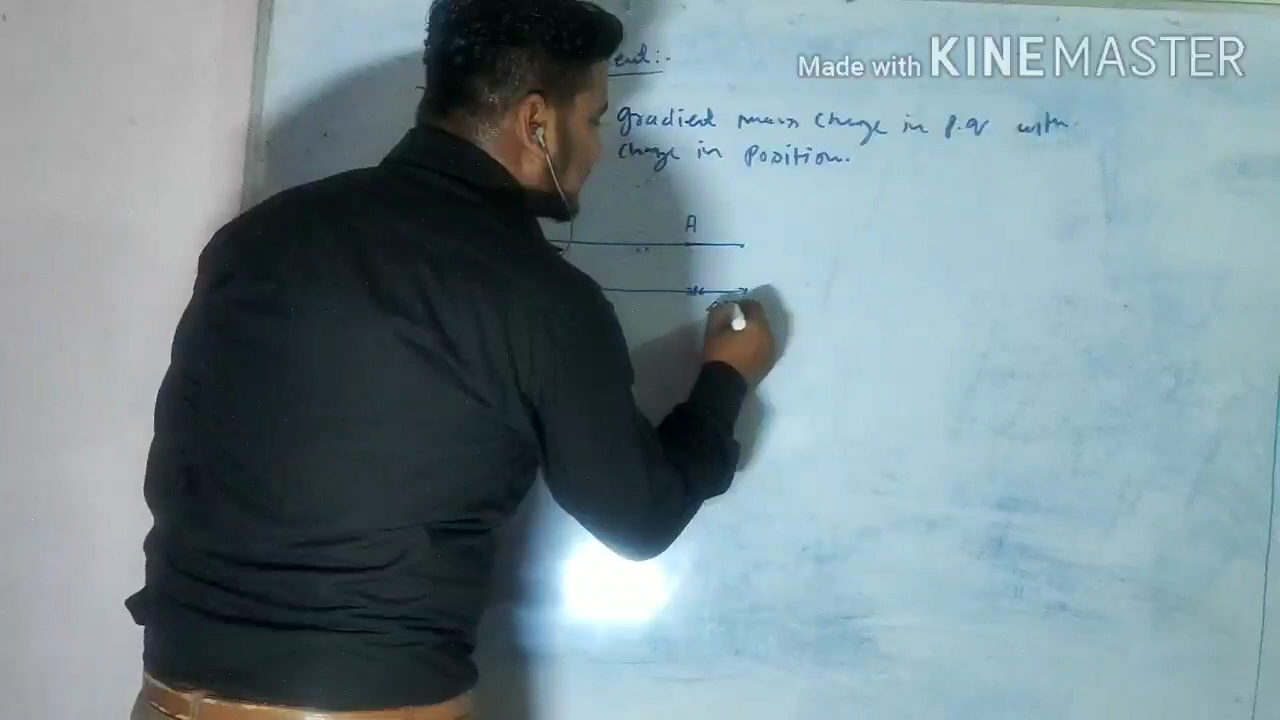 ent:-
Made with KINEMASTER
gradient means change in p.q with
change in position.
A